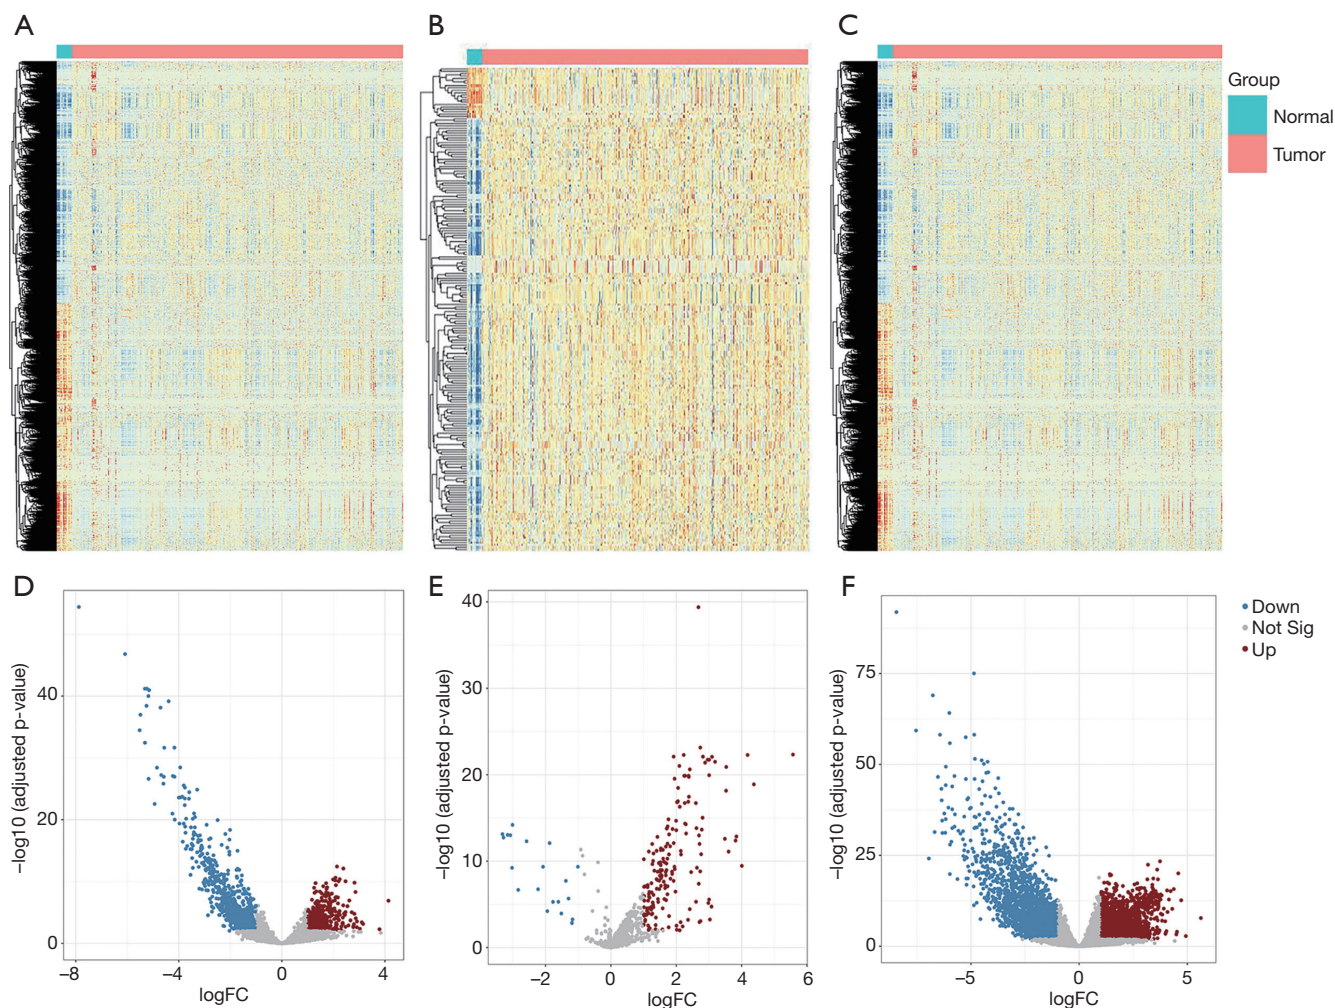 A
B
C
Group
Normal
Tumor
D
E
F
40
20
0
−8
−4
0
4
−log10 (adjusted p-value)
logFC
40
30
20
10
0
−2
0
2
4
6
−log10 (adjusted p-value)
logFC
75
50
25
0
−5
0
5
−log10 (adjusted p-value)
logFC
Down
Not Sig
Up